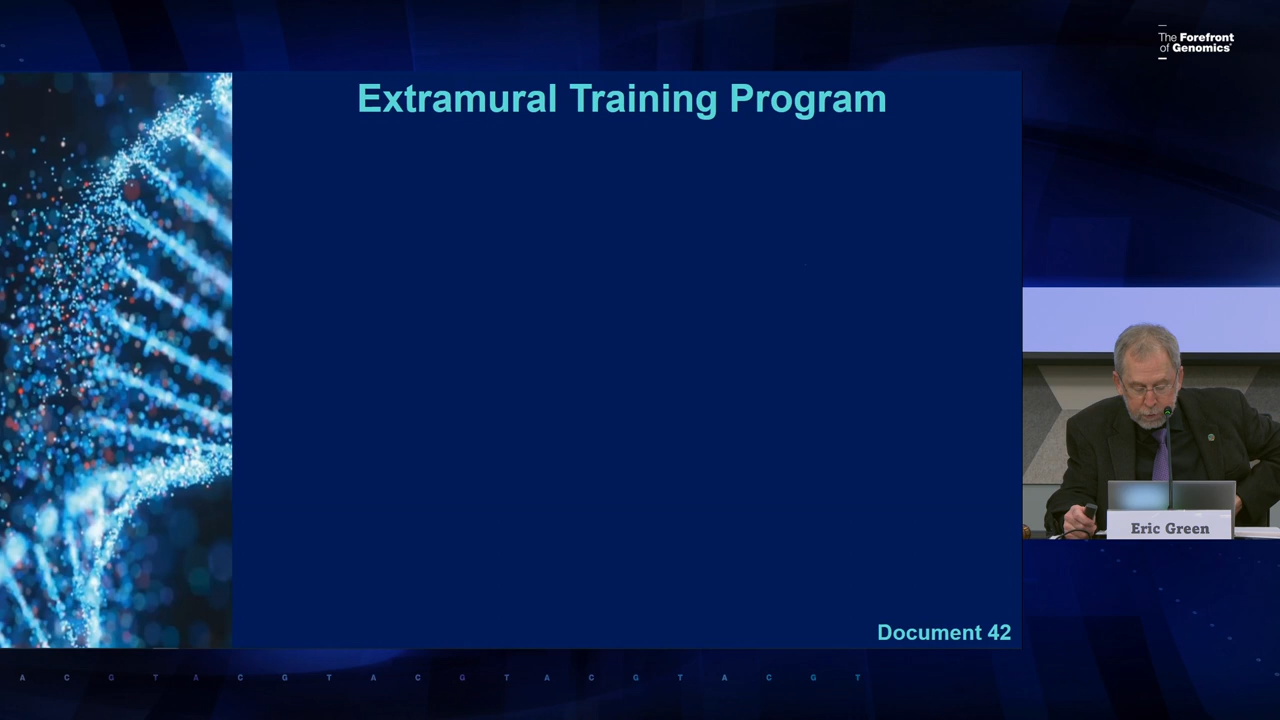 The Forefront
of Genomics®
Extramural Training Program
Eric Green
Document 42
A C G T A C G T A C G T A C G T A C G T